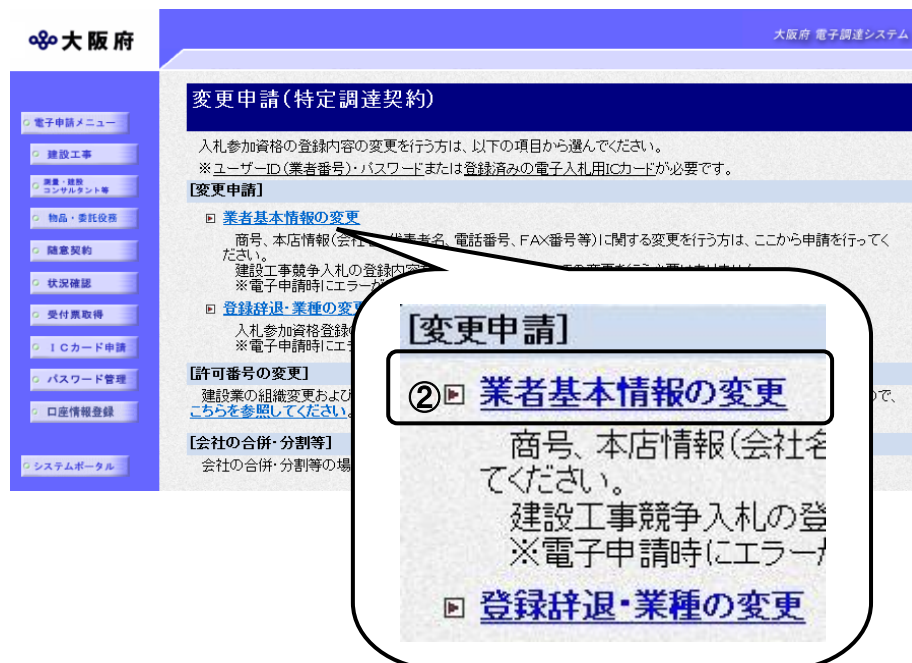 大阪府
大阪府 電子調達システム
電子申請メニュー
建設工事
測量・建設
コンサルタント等
物品・委託役務
随意契約
状況確認
受付票取得
ICカード申請
パスワード管理
口座情報登録
システムポータル
変更申請(特定調達契約)
入札参加資格の登録内容の変更を行う方は、以下の項目から選んでください。
※ユーザーID(業者番号)・パスワードまたは登録済みの電子入札用ICカードが必要です。
[変更申請]
業者基本情報の変更
商号、本店情報(会社名、代表者名、電話番号、FAX番号等)に関する変更を行う方は、ここから申請を行ってく
ださい。
建設工事競争入札の登録内容
※電子申請時にエラーが
登録辞退・業種の変更
入札参加資格登録の
※電子申請時にエラ
[許可番号の変更]
建設業の組織変更および
ので、
こちらを参照してください。
[会社の合併・分割等]
会社の合併・分割等の場
[変更申請]
② 業者基本情報の変更
商号、本店情報(会社名
てください。
建設工事競争入札の登
※電子申請時にエラーが
登録辞退・業種の変更